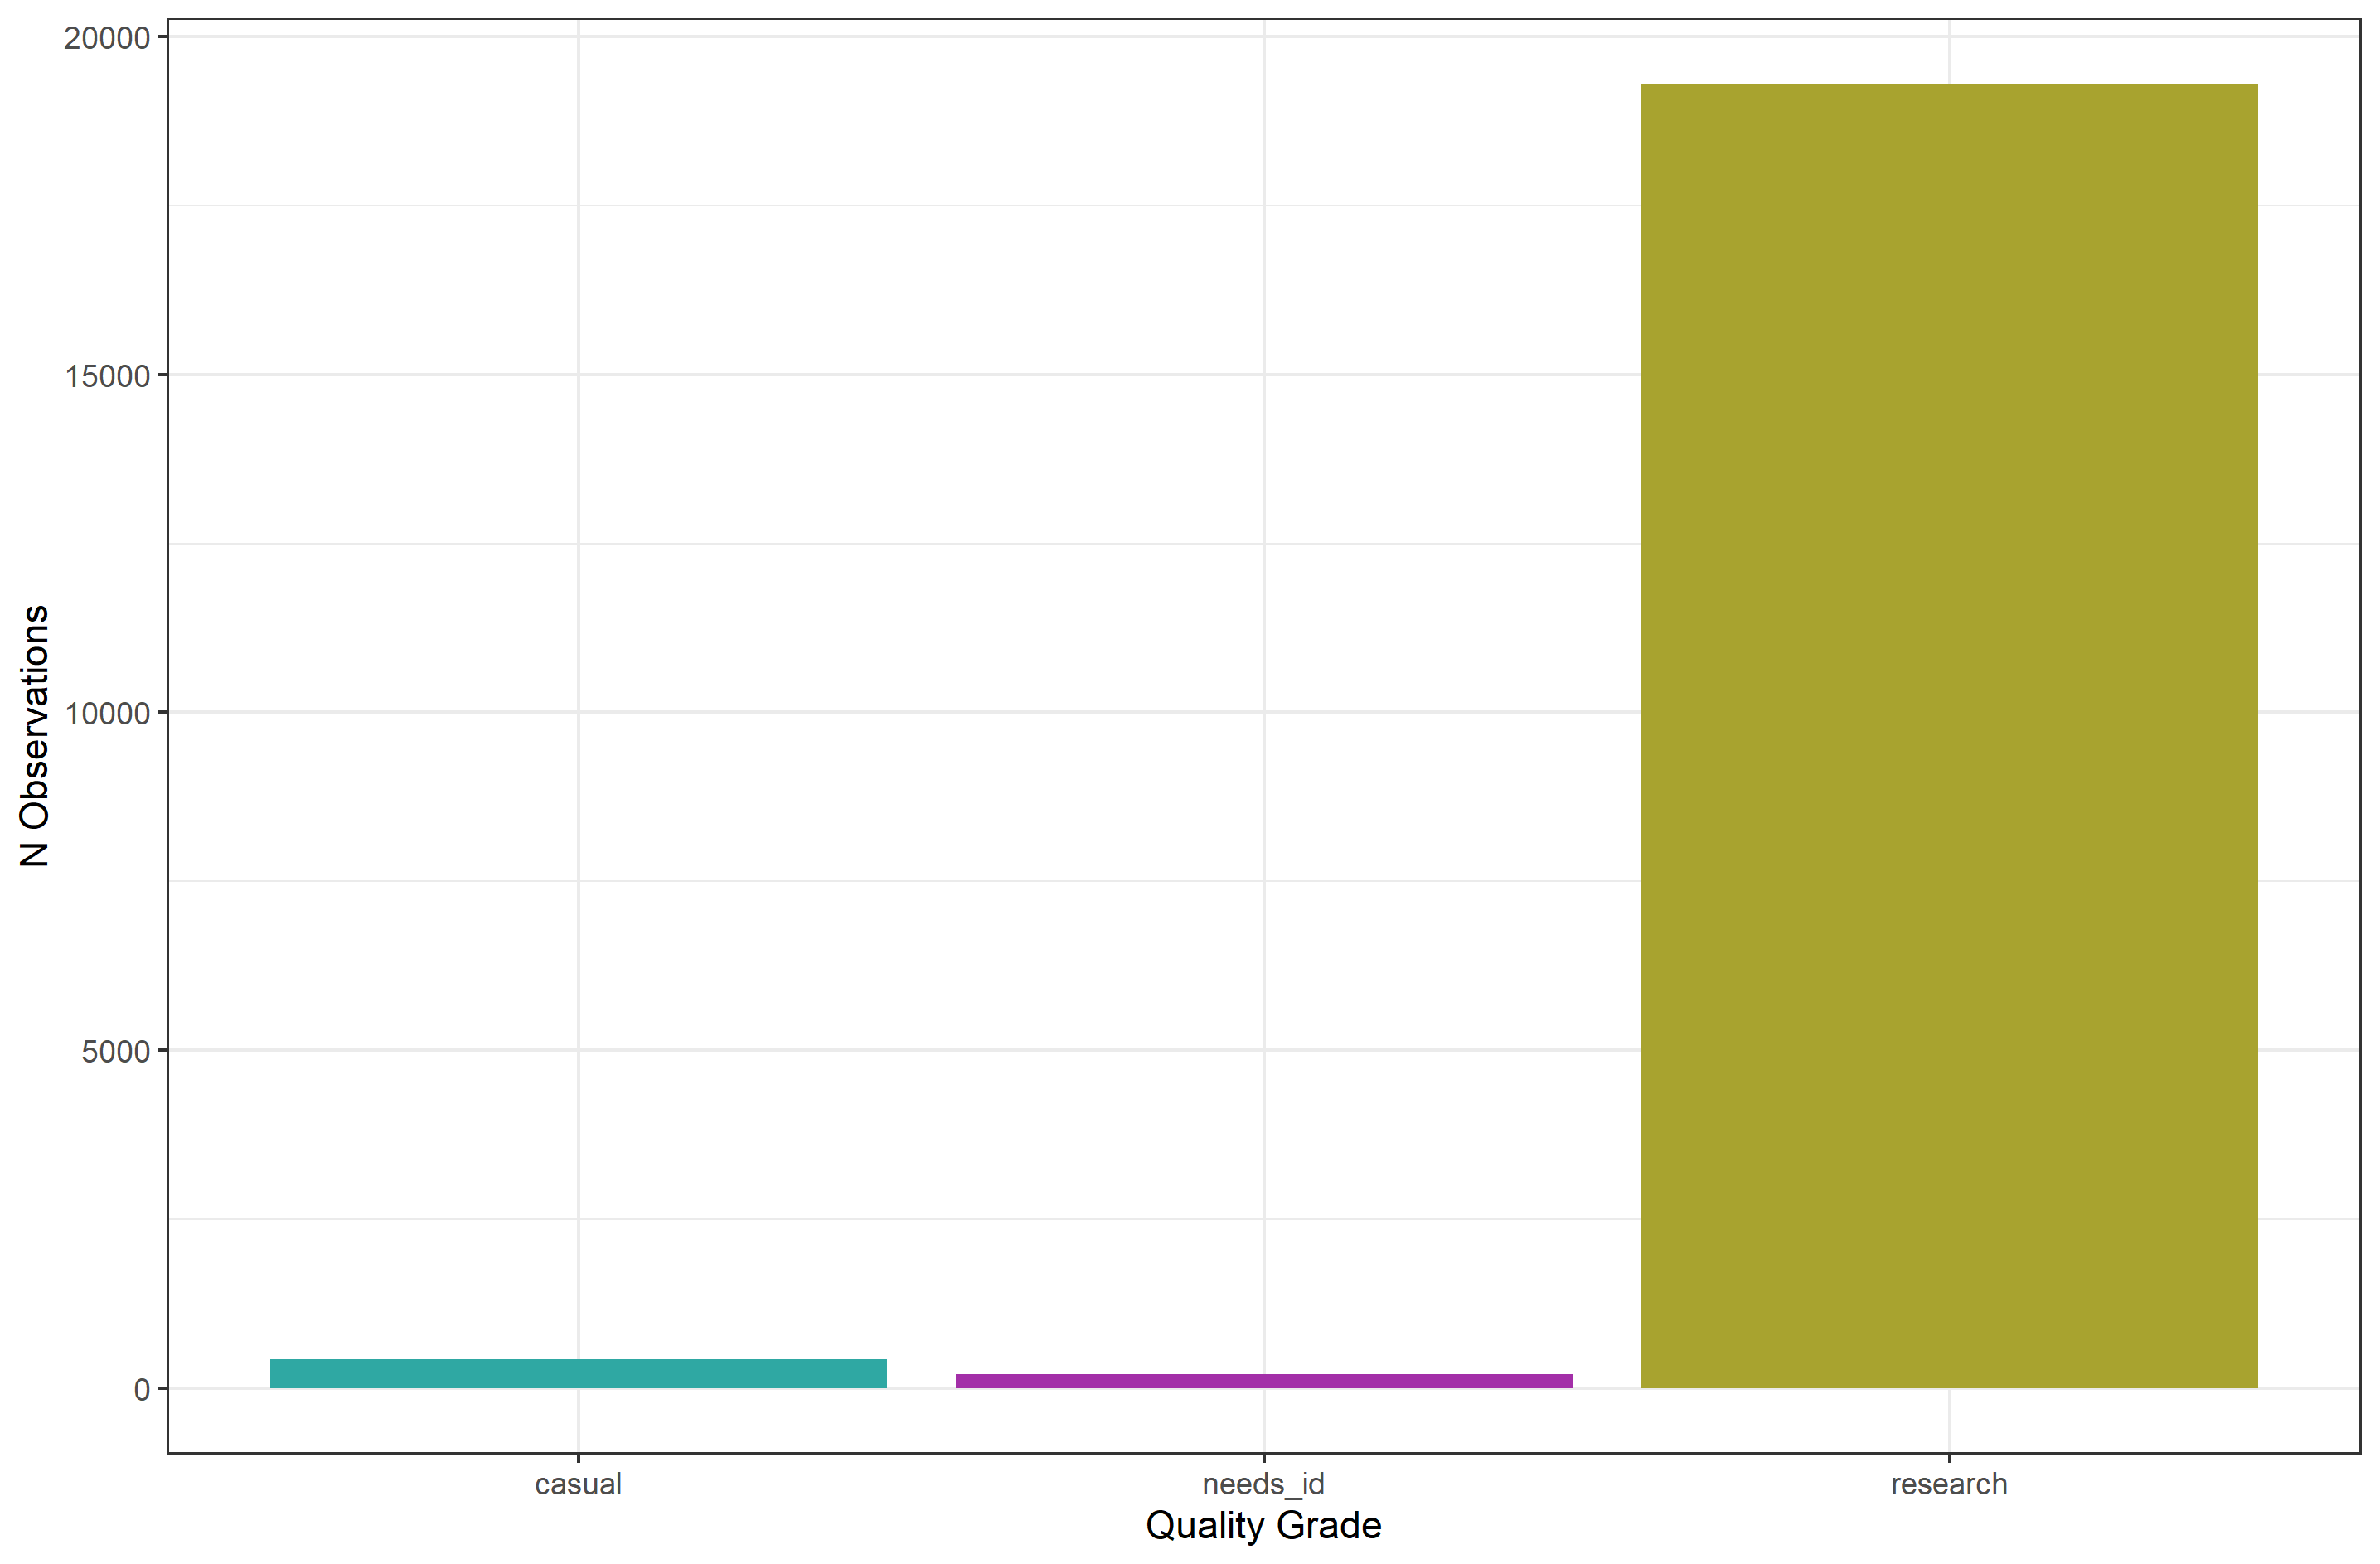 N Observations
20000
15000
10000
5000
0
casual
needs_id
research
Quality Grade